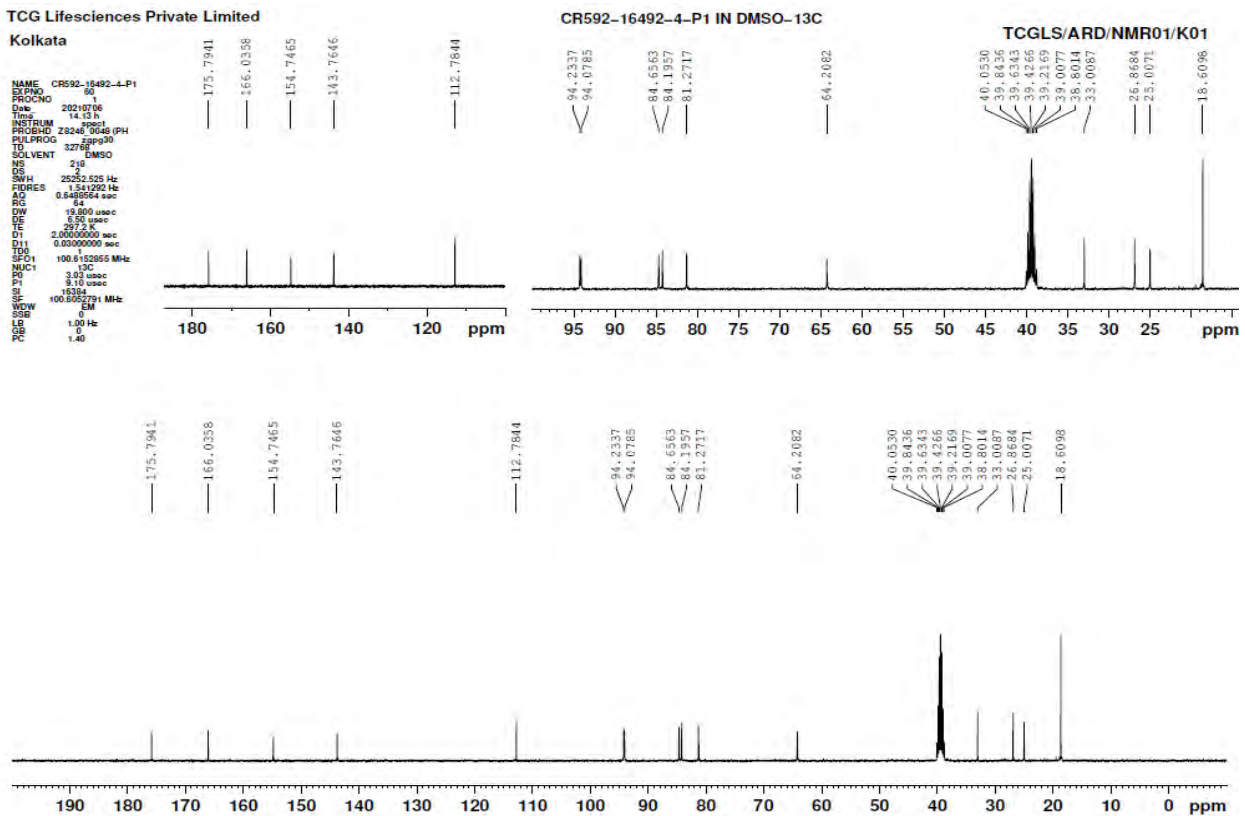 TCG Lifesciences Private Limited
Kolkata
CR592-16492-4-P1 IN DMSO-13C
TCGLS/ARD/NMR01/K01
NAME CR592-16492-4-P1
EXPNO 60
PROCNO 1
Date_ 20210706
Time 14.13 h
INSTRUM spect
PROBHD Z8246_0048 (PH
PULPROG zgpg30
TD 32768
SOLVENT DMSO
NS
DS 2
SWH 25252.525 Hz
FIDRES 1.541292 Hz
AQ 0.6488564 sec
RG 64
DW 19.800 usec
DE 6.50 usec
TE 297.2 K
D1 2.00000000 sec
D11 0.03000000 sec
TD0 1
SFO1 100.6152855 MHz
NUC1 13C
P0 3.03 usec
P1 9.10 usec
SI 16384
SF 100.6052791 MHz
WDW EM
SSB 0
LB 1.00 Hz
GB 0
PC 1.40
175.7941
166.0358
154.7465
143.7646
112.7844
94.2337
94.0785
84.6563
84.1957
81.2717
64.2082
40.0530
39.8436
39.6343
39.4266
39.2169
39.0077
38.8014
33.0087
26.8684
25.0071
18.6098
180 160 140 120 ppm
95 90 85 80 75 70 65 60 55 50 45 40 35 30 25 ppm
175.7941
166.0358
154.7465
143.7646
112.7844
94.2337
94.0785
84.6563
84.1957
81.2717
64.2082
40.0530
39.8436
39.6343
39.4266
39.2169
39.0077
38.8014
33.0087
26.8684
25.0071
18.6098
190 180 170 160 150 140 130 120 110 100 90 80 70 60 50 40 30 20 10 0 ppm